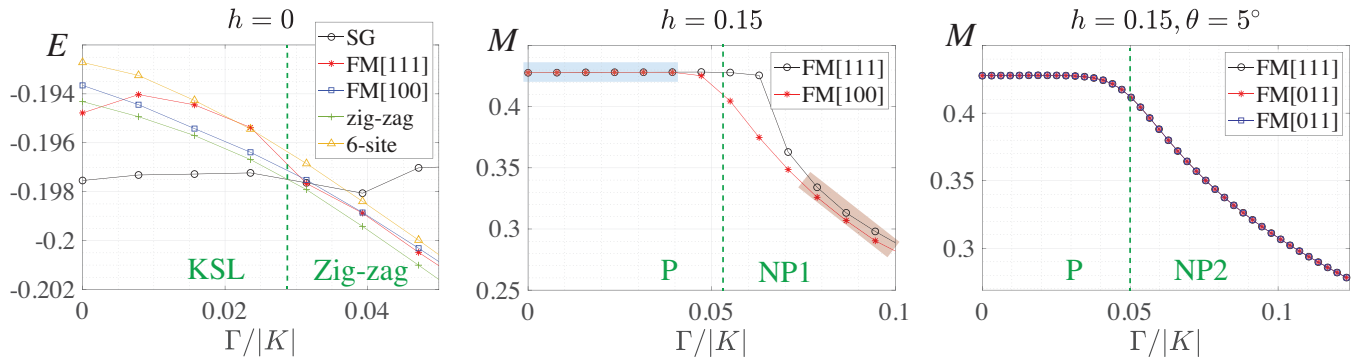 h = 0
E
SG
FM[111]
FM[100]
zig-zag
6-site
-0.194
-0.196
-0.198
-0.2
-0.202
KSL
Zig-zag
0
0.02
0.04
Γ/|K|
h = 0.15
M
FM[111]
FM[100]
0.4
0.35
0.3
0.25
P
NP1
0
0.05
0.1
Γ/|K|
h = 0.15, θ = 5°
M
FM[111]
FM[011]
FM[011]
0.4
0.3
P
NP2
0
0.05
0.1
Γ/|K|